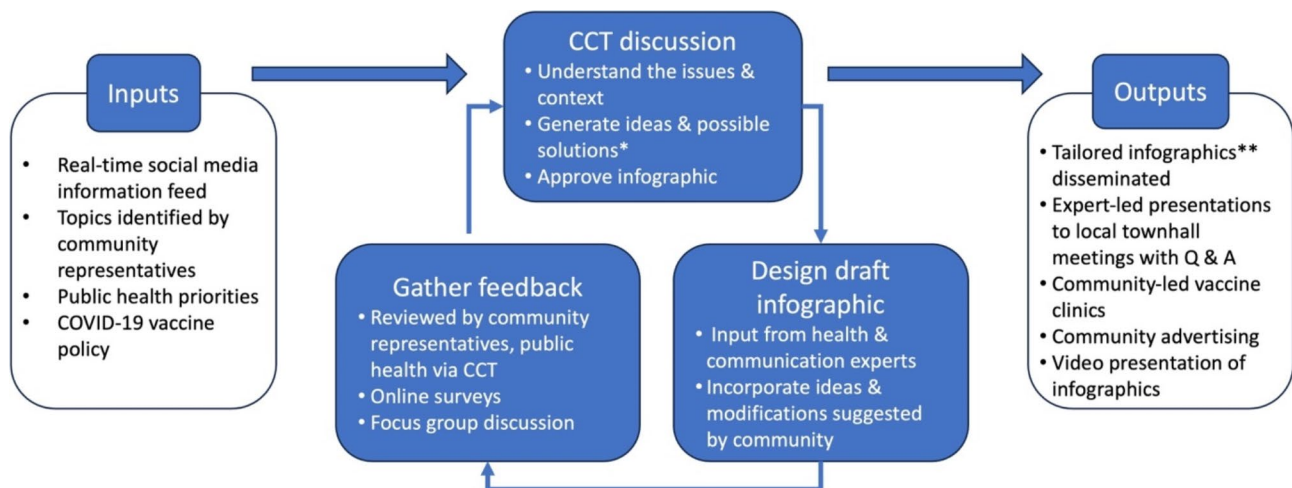 Inputs
• Real-time social media
information feed
• Topics identified by
community
representatives
• Public health priorities
• COVID-19 vaccine
policy
CCT discussion
• Understand the issues &
context
• Generate ideas & possible
solutions*
• Approve infographic
Gather feedback
• Reviewed by community
representatives, public
health via CCT
• Online surveys
• Focus group discussion
Design draft
infographic
• Input from health &
communication experts
• Incorporate ideas &
modifications suggested
by community
Outputs
• Tailored infographics**
disseminated
• Expert-led presentations
to local townhall
meetings with Q & A
• Community-led vaccine
clinics
• Community advertising
• Video presentation of
infographics